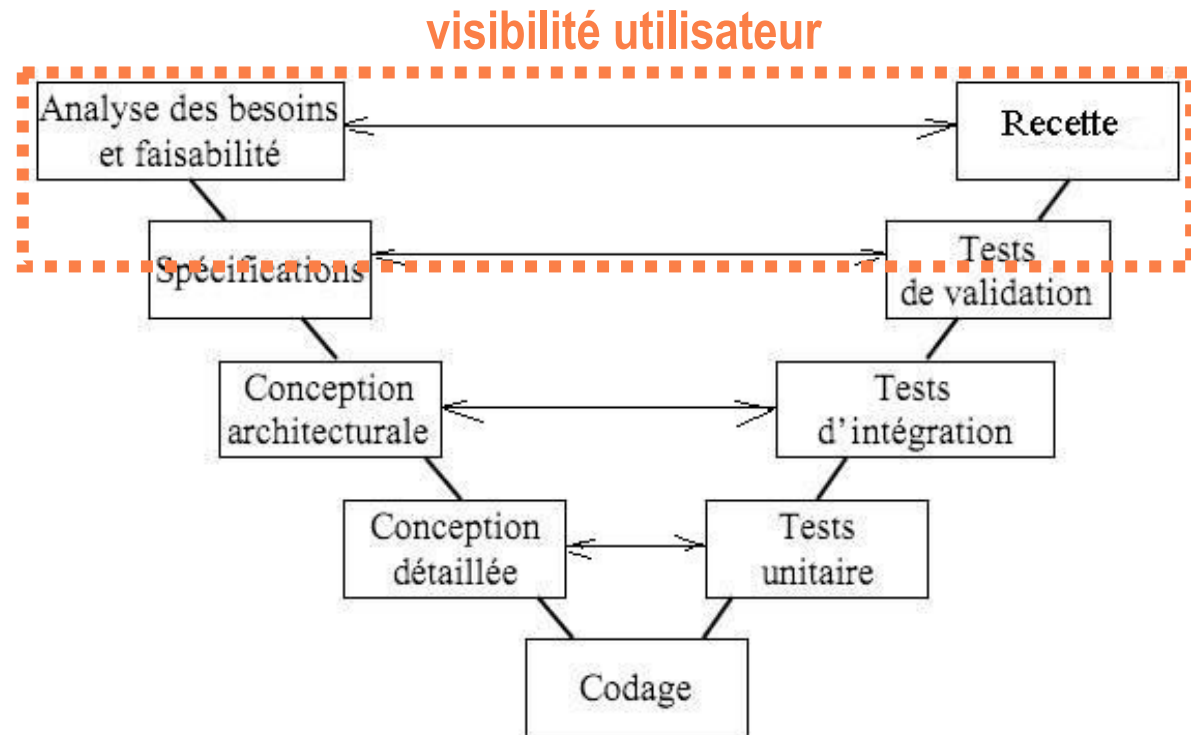 visibilité utilisateur
Analyse des besoins
et faisabilité
Recette
Spécifications
Tests
de validation
Conception
architecturale
Tests
d'intégration
Conception
détaillée
Tests
unitaire
Codage